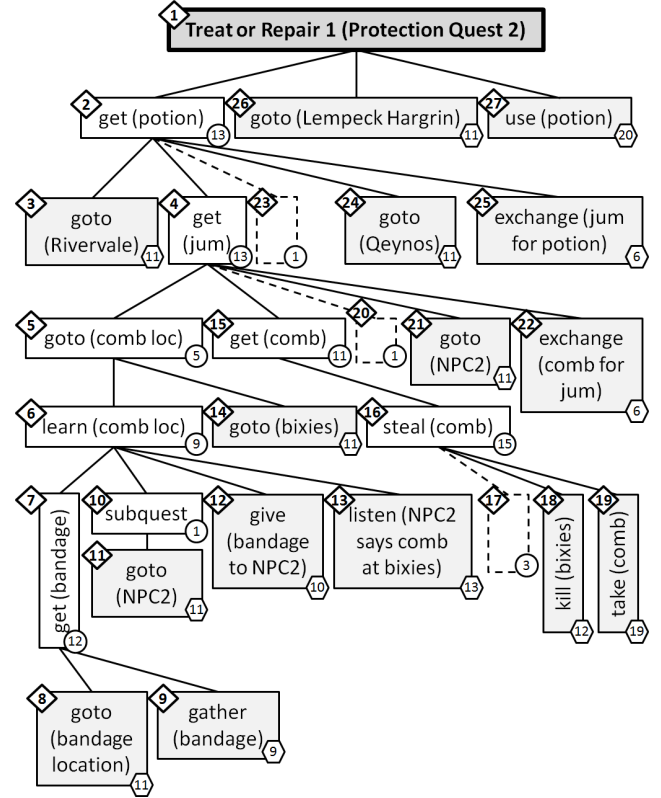 1
Treat or Repair 1 (Protection Quest 2)
2
get (potion)
13
26
goto (Lempeck Hargrin)
11
27
use (potion)
20
3
goto
(Rivervale)
11
4
get
(jum)
13
23
1
24
goto
(Qeynos)
11
25
exchange (jum
for potion)
6
5
goto (comb loc)
5
15
get (comb)
11
20
1
21
goto
(NPC2)
11
22
exchange
(comb for
jum)
6
6
learn (comb loc)
9
14
goto (bixies)
11
16
steal (comb)
15
7
get (bandage)
12
10
subquest
1
11
goto
(NPC2)
11
12
give
(bandage
to NPC2)
10
13
listen (NPC2
says comb
at bixies)
13
17
3
18
kill (bixies)
12
19
take (comb)
19
8
goto
(bandage
location)
11
9
gather
(bandage)
9